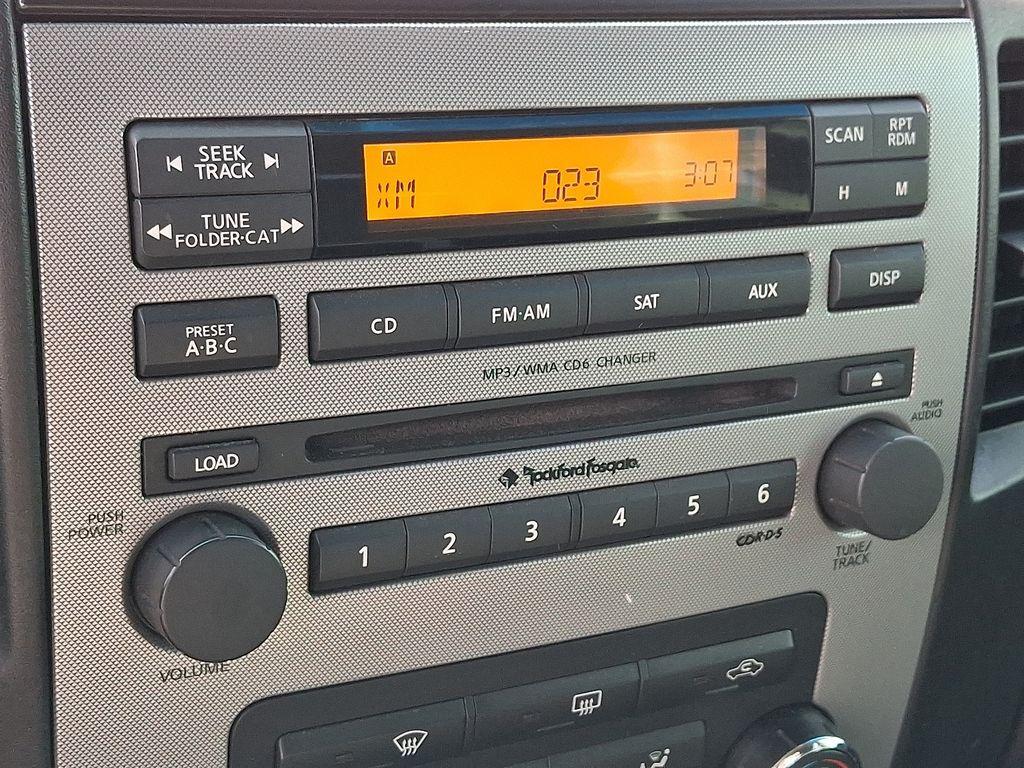 SEEK
TRACK
TUNE
FOLDER·CAT
A
XM
023
3:07
SCAN
RPT
RDM
H
M
PRESET
A·B·C
CD
FM·AM
SAT
AUX
DISP
MP3/WMA CD6 CHANGER
LOAD
Rockford Fosgate
PUSH
AUDIO
PUSH
POWER
1
2
3
4
5
6
CD·R·D·S
TUNE/
TRACK
VOLUME